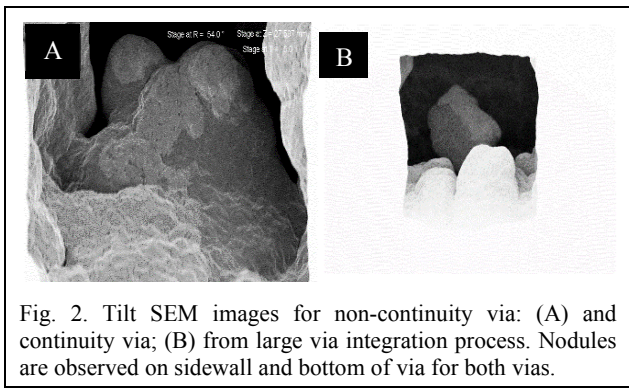 A
Stage at R = 64.0°
B
Fig. 2. Tilt SEM images for non-continuity via: (A) and
continuity via; (B) from large via integration process. Nodules
are observed on sidewall and bottom of via for both vias.